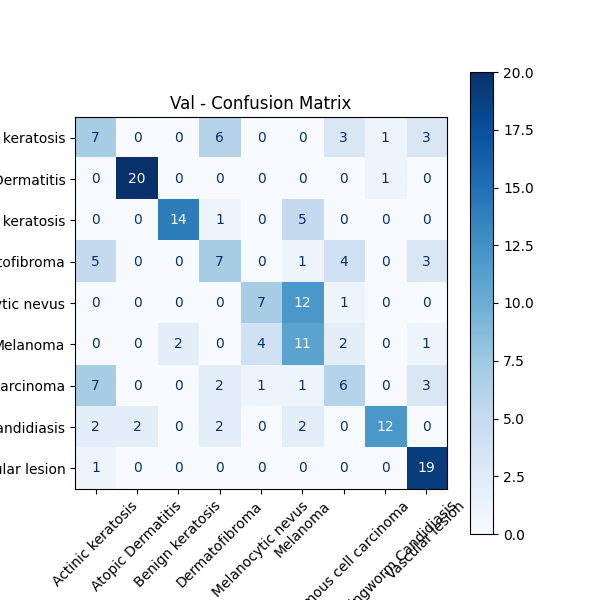 Val - Confusion Matrix
keratosis 7 0 0 6 0 0 3 1 3
Dermatitis 0 20 0 0 0 0 0 1 0
keratosis 0 0 14 1 0 5 0 0 0
tofibroma 5 0 0 7 0 1 4 0 3
ytic nevus 0 0 0 0 7 12 1 0 0
Melanoma 0 0 2 0 4 11 2 0 1
arcinoma 7 0 0 2 1 1 6 0 3
andidiasis 2 2 0 2 0 2 0 12 0
ular lesion 1 0 0 0 0 0 0 0 19
Actinic keratosis
Atopic Dermatitis
Benign keratosis
Dermatofibroma
Melanocytic nevus
Melanoma
mous cell carcinoma
ingworm Candidiasis
Vascular lesion
20.0
17.5
15.0
12.5
10.0
7.5
5.0
2.5
0.0